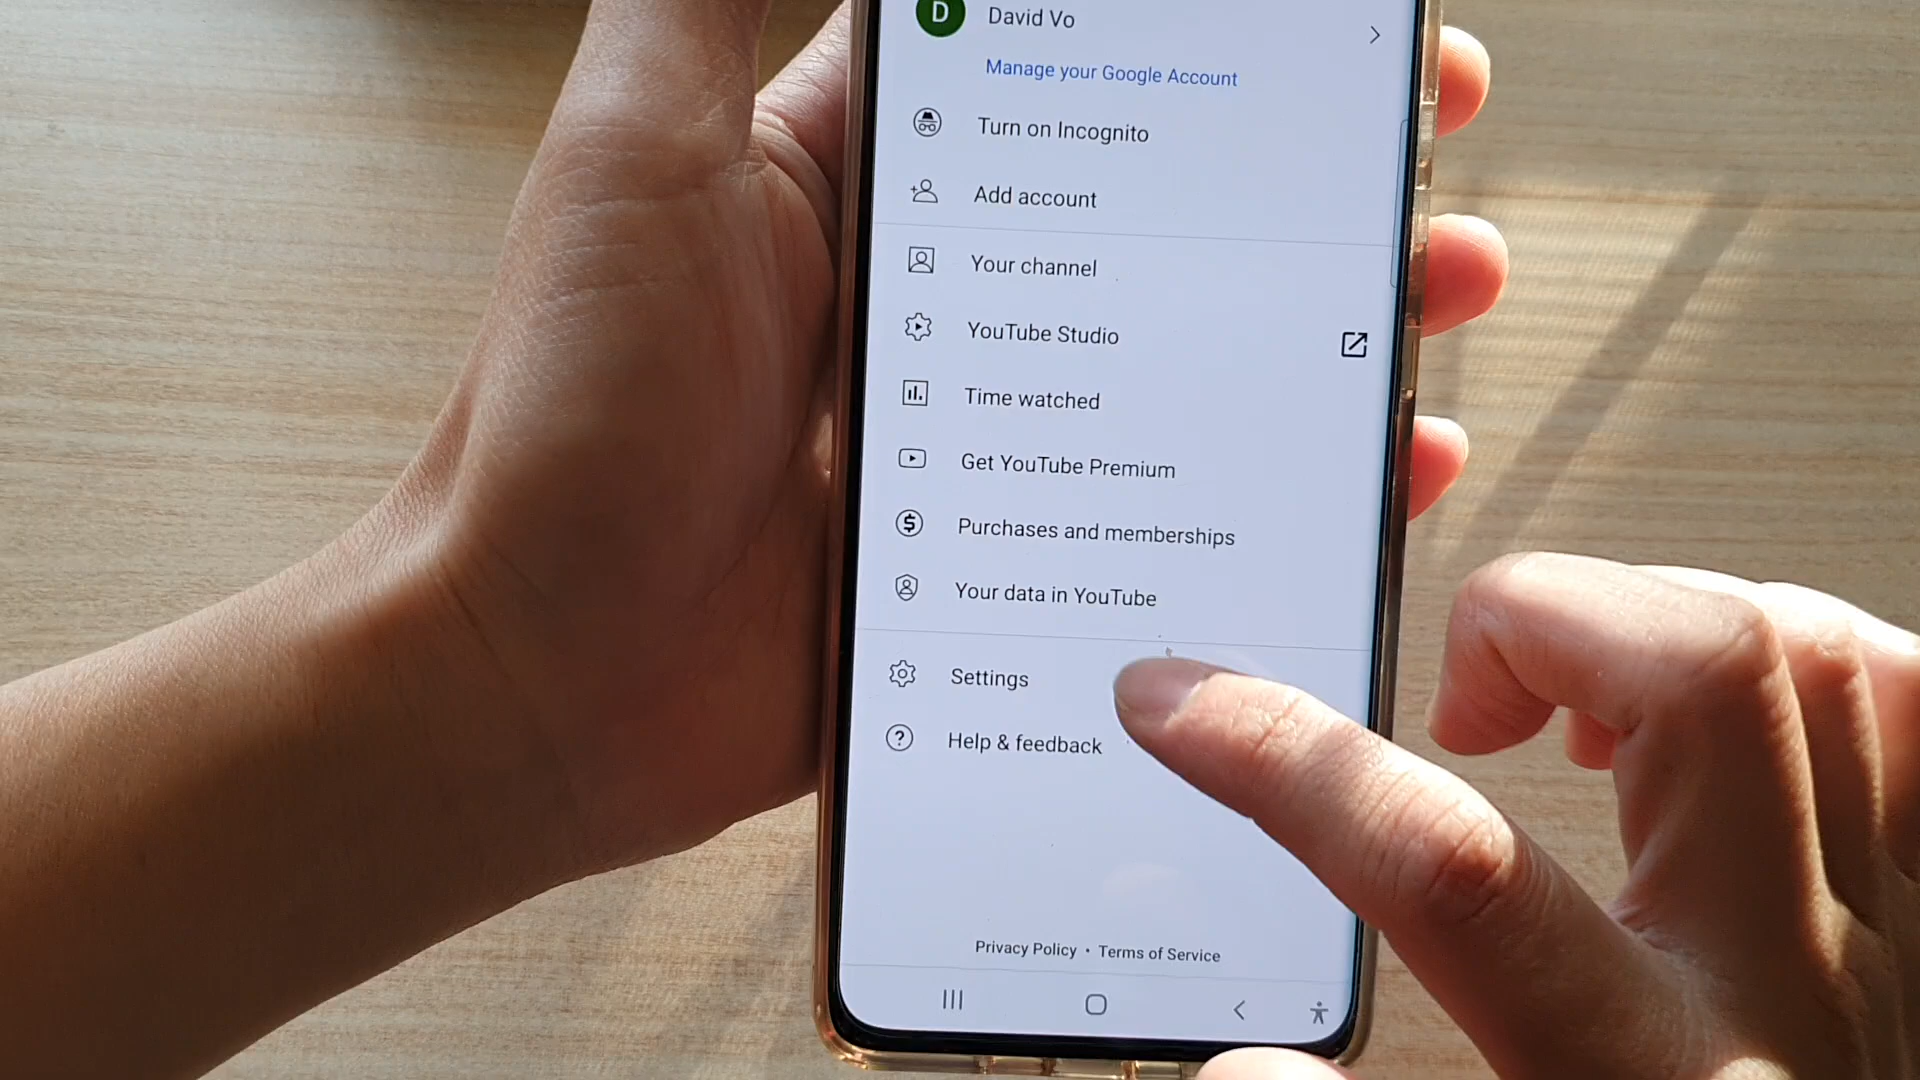 D
David Vo
Manage your Google Account
Turn on Incognito
Add account
Your channel
YouTube Studio
Time watched
Get YouTube Premium
Purchases and memberships
Your data in YouTube
Settings
Help & feedback
Privacy Policy • Terms of Service